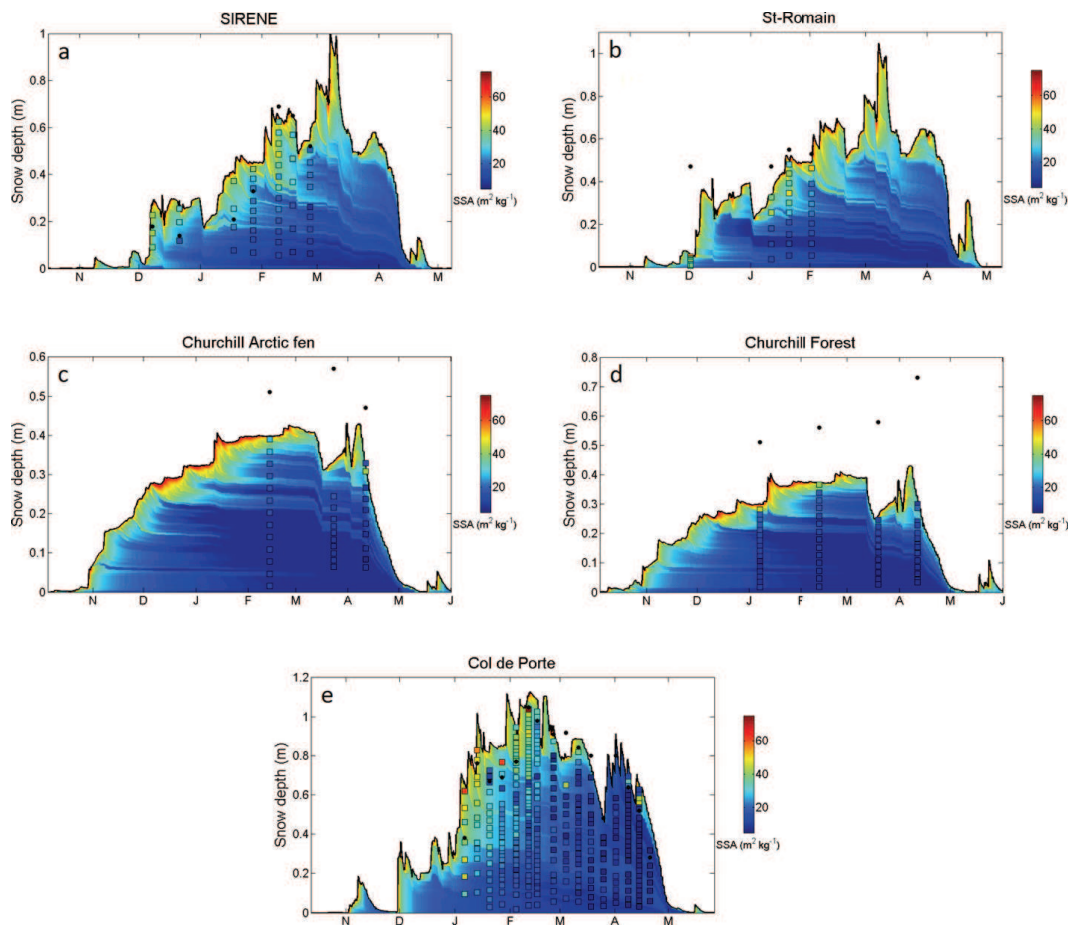 SIRENE
a
1
0.8
0.6
0.4
0.2
0
Snow depth (m)
N D J F M A M
60
40
20
SSA (m² kg⁻¹)
St-Romain
b
1
0.8
0.6
0.4
0.2
0
Snow depth (m)
N D J F M A M
60
40
20
SSA (m² kg⁻¹)
Churchill Arctic fen
c
0.6
0.5
0.4
0.3
0.2
0.1
0
Snow depth (m)
N D J F M A M J
60
40
20
SSA (m² kg⁻¹)
Churchill Forest
d
0.8
0.7
0.6
0.5
0.4
0.3
0.2
0.1
0
Snow depth (m)
N D J F M A M J
60
40
20
SSA (m² kg⁻¹)
Col de Porte
e
1.2
1
0.8
0.6
0.4
0.2
0
Snow depth (m)
N D J F M A M
60
40
20
SSA (m² kg⁻¹)